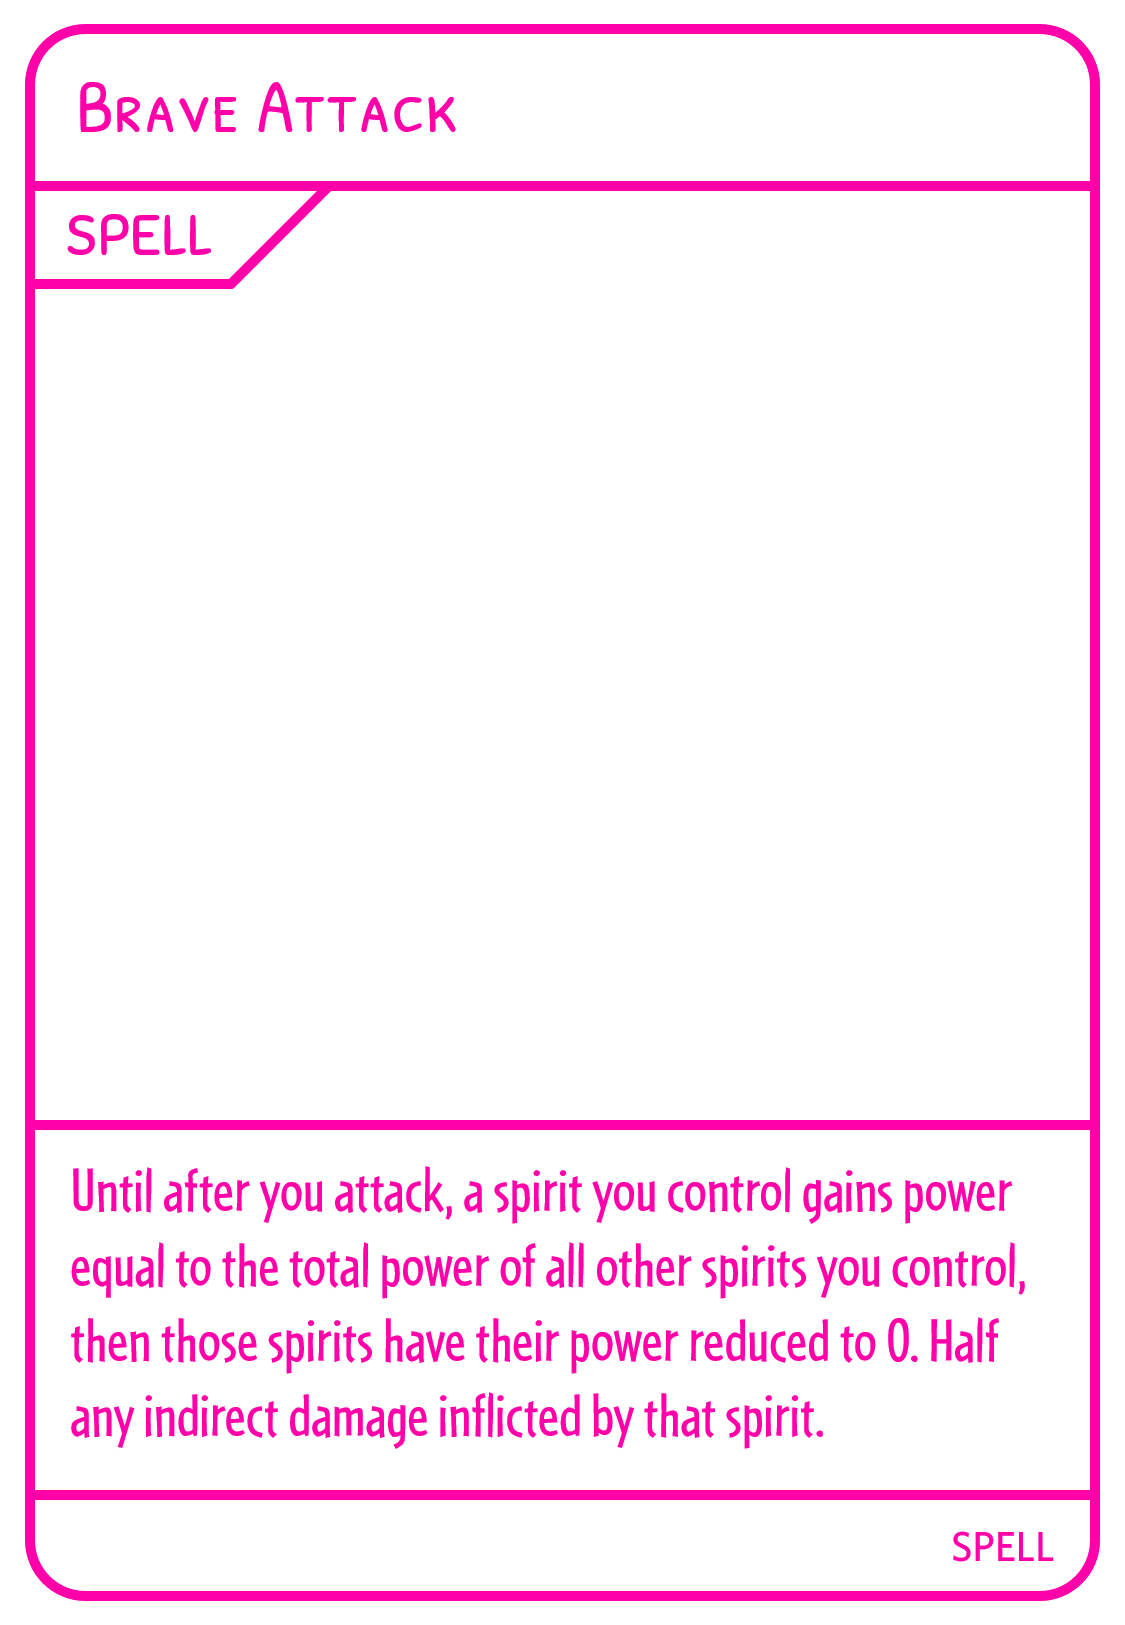 Brave Attack
SPELL
Until after you attack, a spirit you control gains power
equal to the total power of all other spirits you control,
then those spirits have their power reduced to 0. Half
any indirect damage inflicted by that spirit.
SPELL